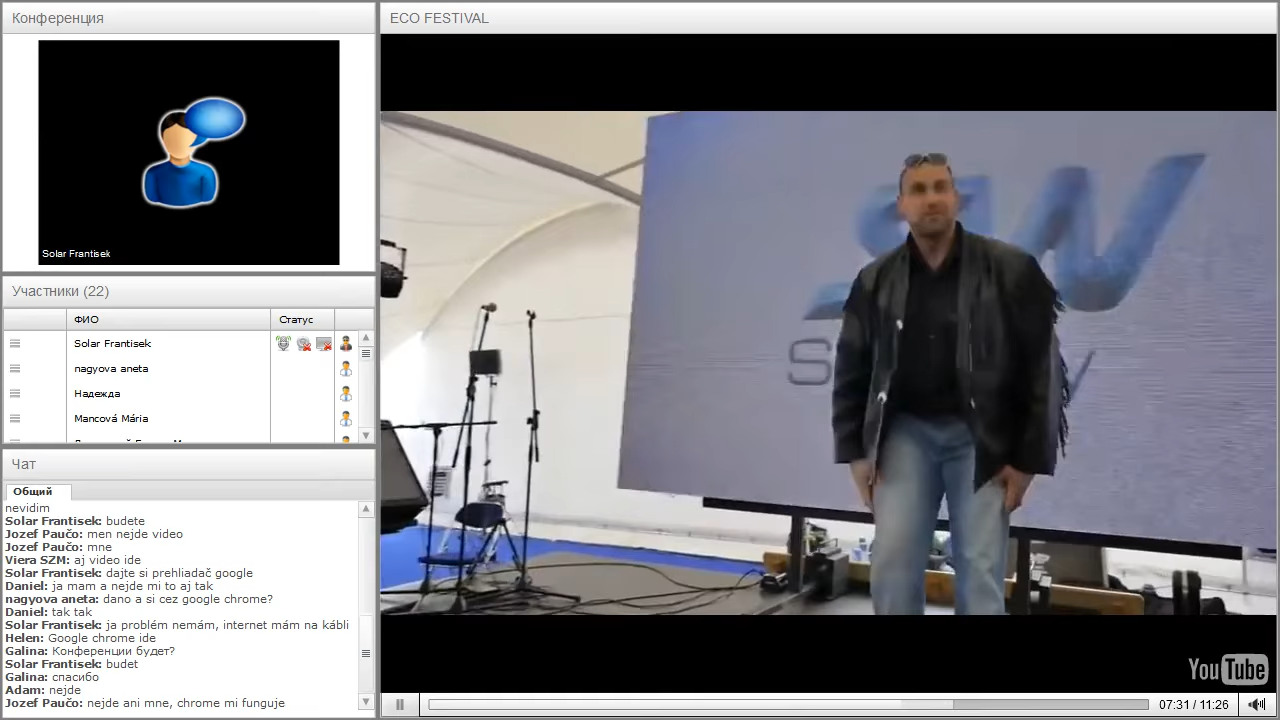 Конференция
Solar Frantisek
Участники (22)
ФИО
Статус
Solar Frantisek
nagyova aneta
Надежда
Mancová Mária
Чат
Общий
nevidim
Solar Frantisek: budete
Jozef Paučo: men nejde video
Jozef Paučo: mne
Viera SZM: aj video ide
Solar Frantisek: dajte si prehliadač google
Daniel: ja mam a nejde mi to aj tak
nagyova aneta: dano a si cez google chrome?
Daniel: tak tak
Solar Frantisek: ja problém nemám, internet mám na kábli
Helen: Google chrome ide
Galina: Конференции будет?
Solar Frantisek: budet
Galina: спасибо
Adam: nejde
Jozef Paučo: nejde ani mne, chrome mi funguje
ECO FESTIVAL
SW
YouTube
07:31 / 11:26